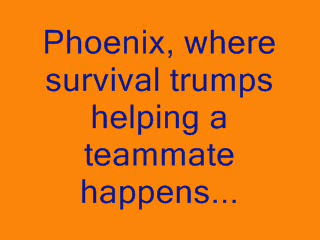 Phoenix, where
survival trumps
helping a
teammate
happens...